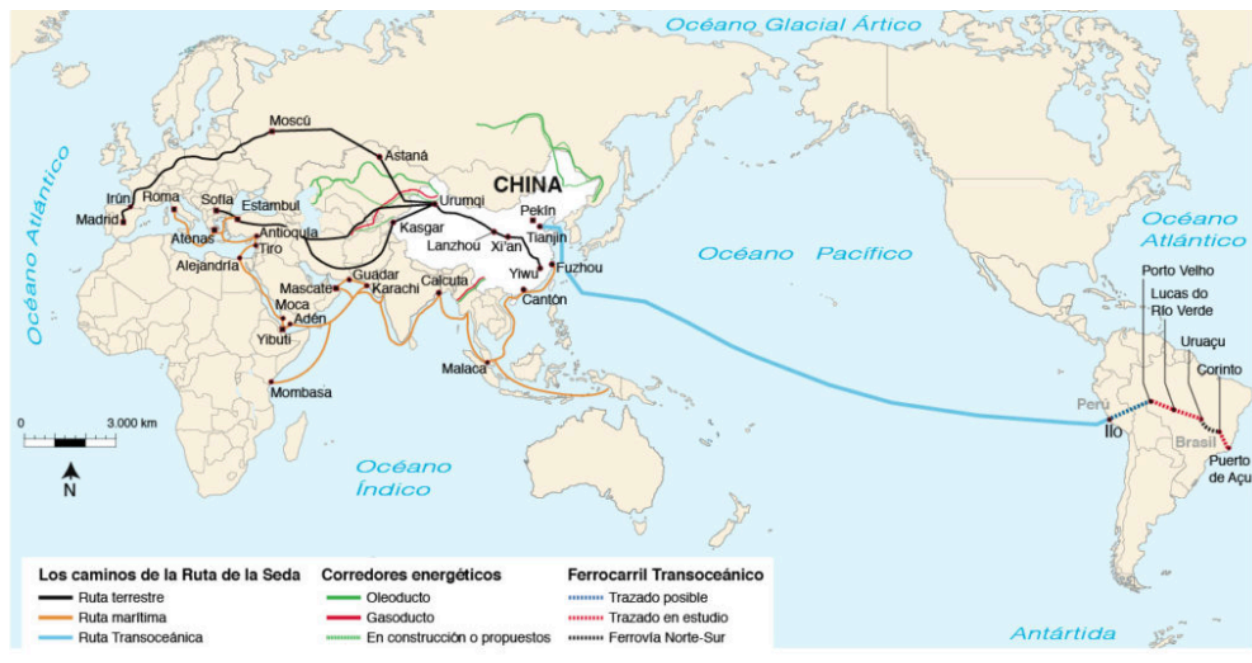 Océano Glacial Ártico
Océano Atlántico
Moscú
Astaná
CHINA
Irún
Roma
Sofía
Estambul
Urumqi
Pekín
Madrid
Atenas
Antioquía
Tiro
Kasgar
Lanzhou
Xi'an
Tianjin
Alejandría
Guadar
Karachi
Mascate
Calcuta
Yiwu
Fuzhou
Cantón
Moca
Adén
Yibuti
Malaca
Mombasa
Océano Pacífico
Océano
Atlántico
Porto Velho
Lucas do
Río Verde
Uruaçu
Corinto
Perú
Ilo
Brasil
Puerto
de Açu
0 3.000 km
N
Océano
Índico
Los caminos de la Ruta de la Seda
Ruta terrestre
Ruta marítima
Ruta Transoceánica
Corredores energéticos
Oleoducto
Gasoducto
En construcción o propuestos
Ferrocarril Transoceánico
Trazado posible
Trazado en estudio
Ferrovía Norte-Sur
Antártida